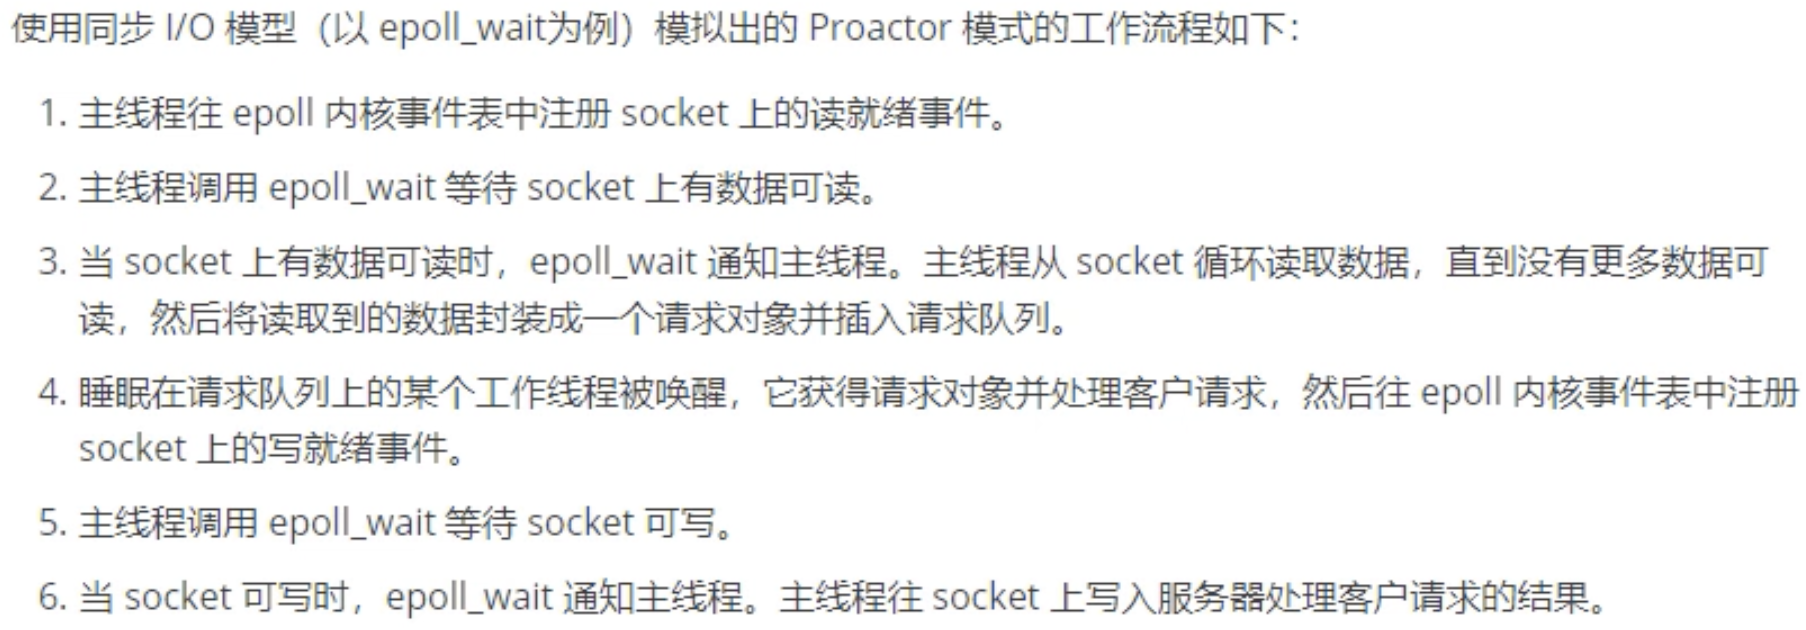 使用同步 I/O 模型（以 epoll_wait为例）模拟出的 Proactor 模式的工作流程如下：
1. 主线程往 epoll 内核事件表中注册 socket 上的读就绪事件。
2. 主线程调用 epoll_wait 等待 socket 上有数据可读。
3. 当 socket 上有数据可读时，epoll_wait 通知主线程。主线程从 socket 循环读取数据，直到没有更多数据可
读，然后将读取到的数据封装成一个请求对象并插入请求队列。
4. 睡眠在请求队列上的某个工作线程被唤醒，它获得请求对象并处理客户请求，然后往 epoll 内核事件表中注册
socket 上的写就绪事件。
5. 主线程调用 epoll_wait 等待 socket 可写。
6. 当 socket 可写时，epoll_wait 通知主线程。主线程往 socket 上写入服务器处理客户请求的结果。